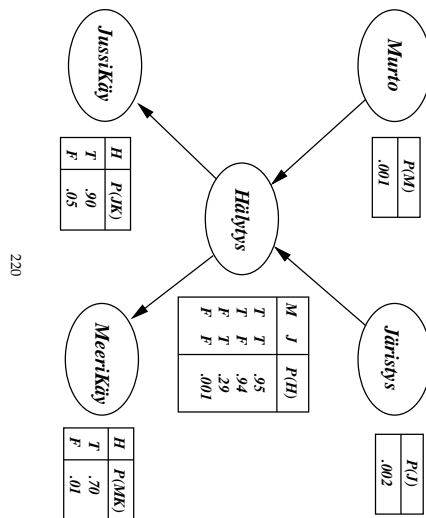 Murto
P(M)
.001
Järistys
P(J)
.002
Hälytys
M J P(H)
T T .95
T F .94
F T .29
F F .001
JussiKäy
H P(JK)
T .90
F .05
MeeriKäy
H P(MK)
T .70
F .01
220